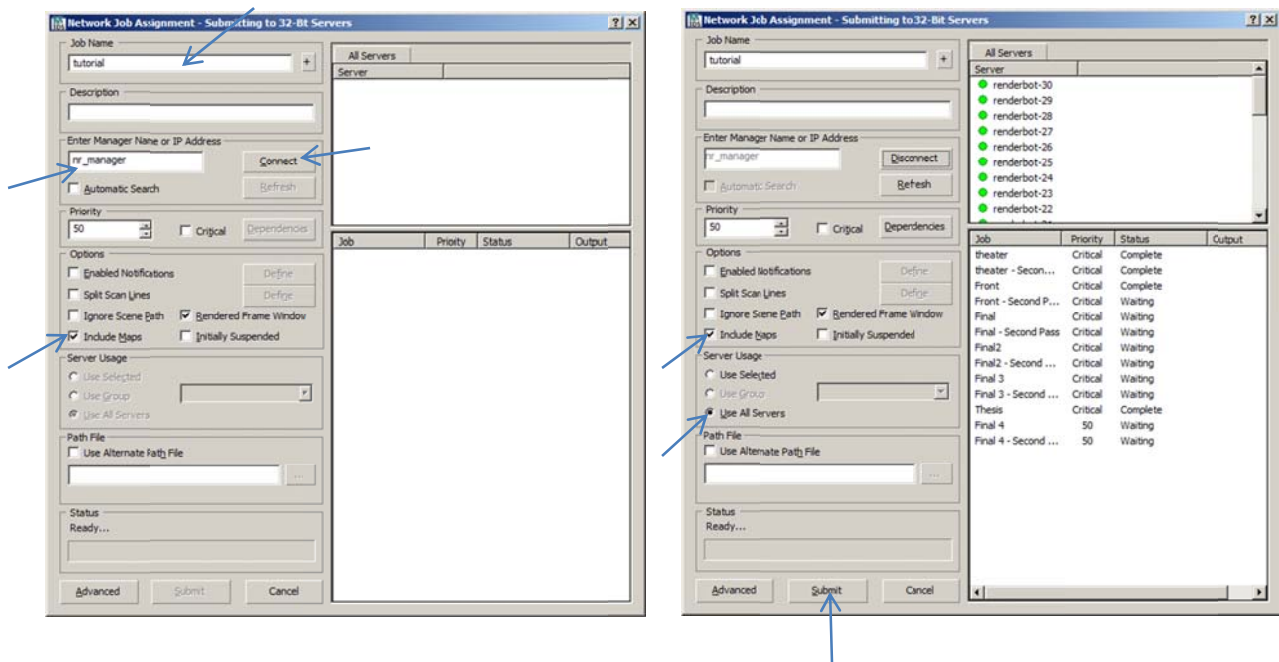 Network Job Assignment - Submitting to 32-Bt Servers
Job Name
tutorial
+
Description
Enter Manager Name or IP Address
nr_manager
Connect
Automatic Search
Refresh
Priority
50
Critical
Dependencies
Options
Enabled Notifications
Define
Split Scan Lines
Define
Ignore Scene Path
Rendered Frame Window
Include Maps
Initially Suspended
Server Usage
Use Selected
Use Group
Use All Servers
Path File
Use Alternate Path File
...
Status
Ready...
Advanced
Submit
Cancel
All Servers
Server
Job Priority Status Output
Network Job Assignment - Submitting to 32-Bit Servers
Job Name
tutorial
+
Description
Enter Manager Name or IP Address
nr_manager
Disconnect
Automatic Search
Refresh
Priority
50
Critical
Dependencies
Options
Enabled Notifications
Define
Split Scan Lines
Define
Ignore Scene Path
Rendered Frame Window
Include Maps
Initially Suspended
Server Usage
Use Selected
Use Group
Use All Servers
Path File
Use Alternate Path File
...
Status
Ready...
Advanced
Submit
Cancel
All Servers
Server
renderbot-30
renderbot-29
renderbot-28
renderbot-27
renderbot-26
renderbot-25
renderbot-24
renderbot-23
renderbot-22
Job Priority Status Output
theater Critical Complete
theater - Secon... Critical Complete
Front Critical Complete
Front - Second P... Critical Waiting
Final Critical Waiting
Final - Second Pass Critical Waiting
Final2 Critical Waiting
Final2 - Second ... Critical Waiting
Final 3 Critical Waiting
Final 3 - Second ... Critical Waiting
Thesis Critical Complete
Final 4 50 Waiting
Final 4 - Second ... 50 Waiting